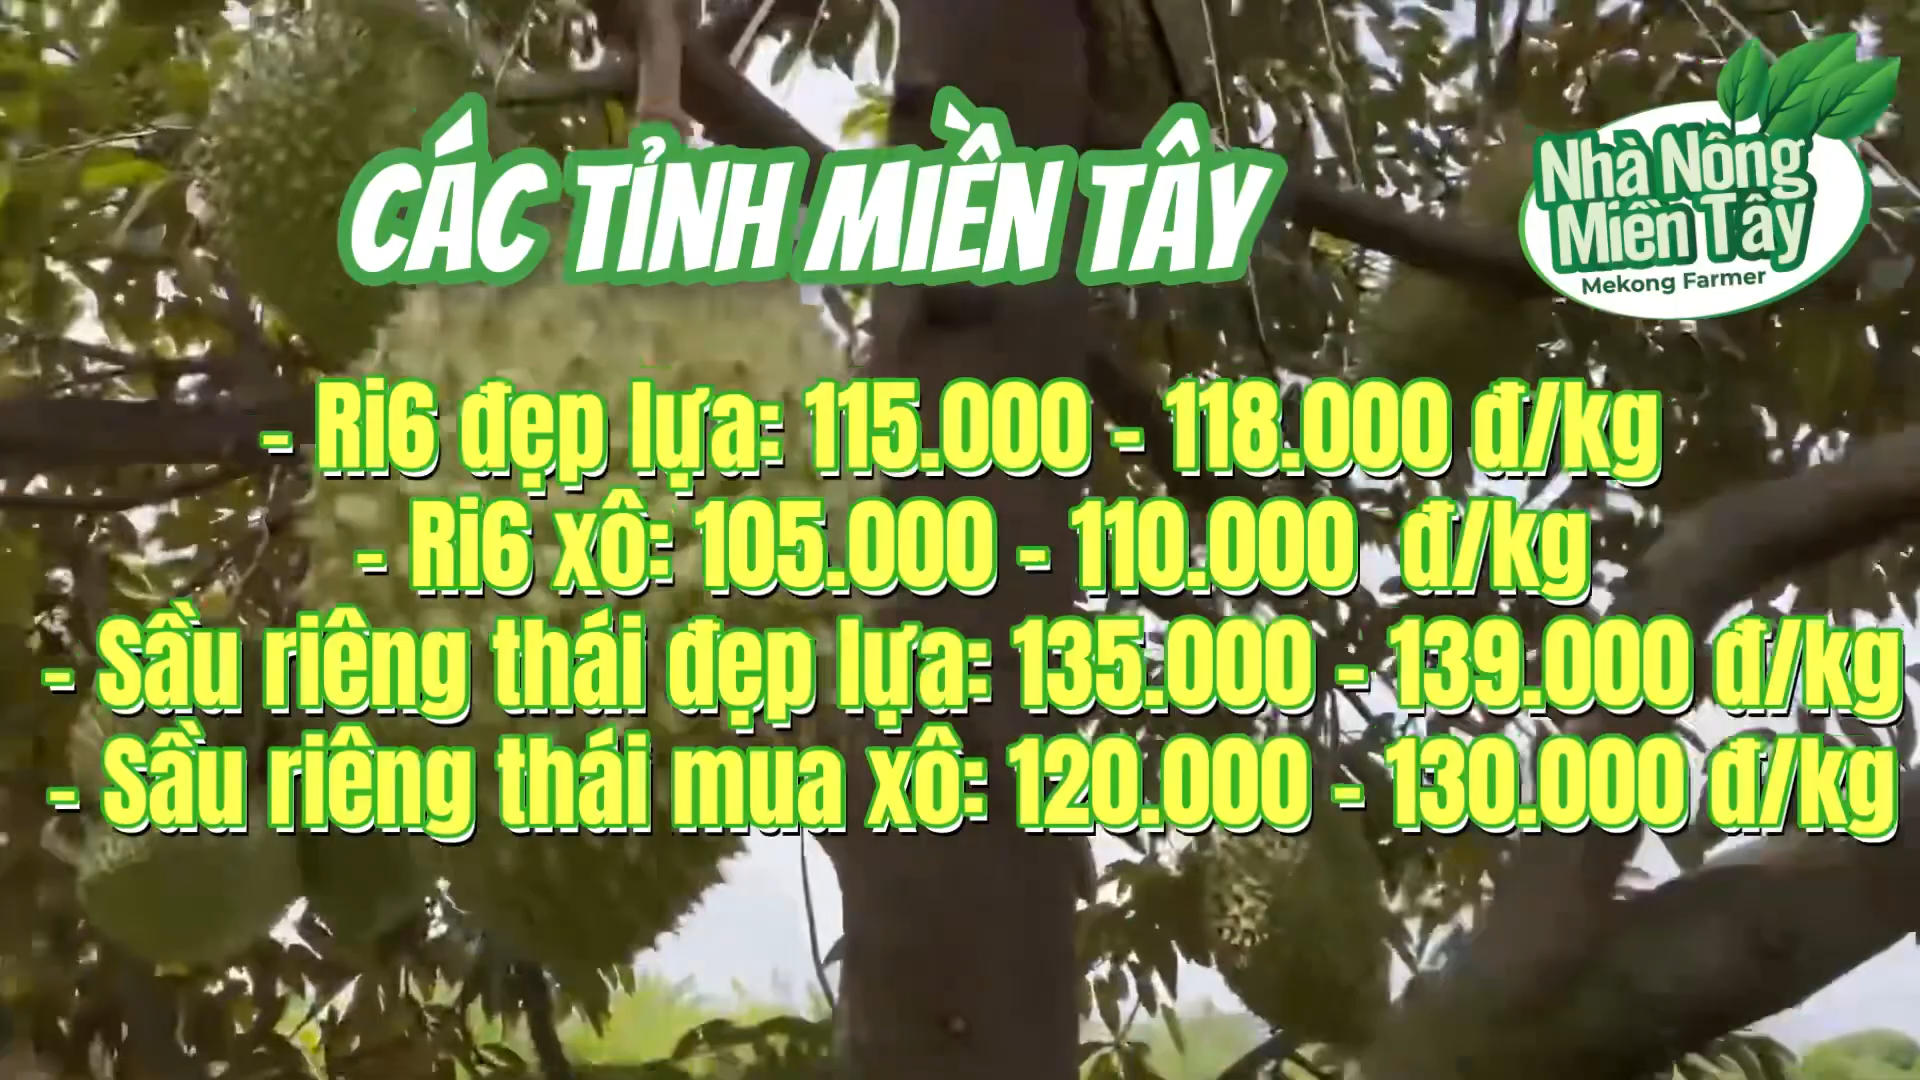 CÁC TỈNH MIỀN TÂY
Nhà Nông
Miền Tây
Mekong Farmer
- Ri6 đẹp lựa: 115.000 - 118.000 đ/kg
- Ri6 xô: 105.000 - 110.000 đ/kg
- Sầu riêng thái đẹp lựa: 135.000 - 139.000 đ/kg
- Sầu riêng thái mua xô: 120.000 - 130.000 đ/kg